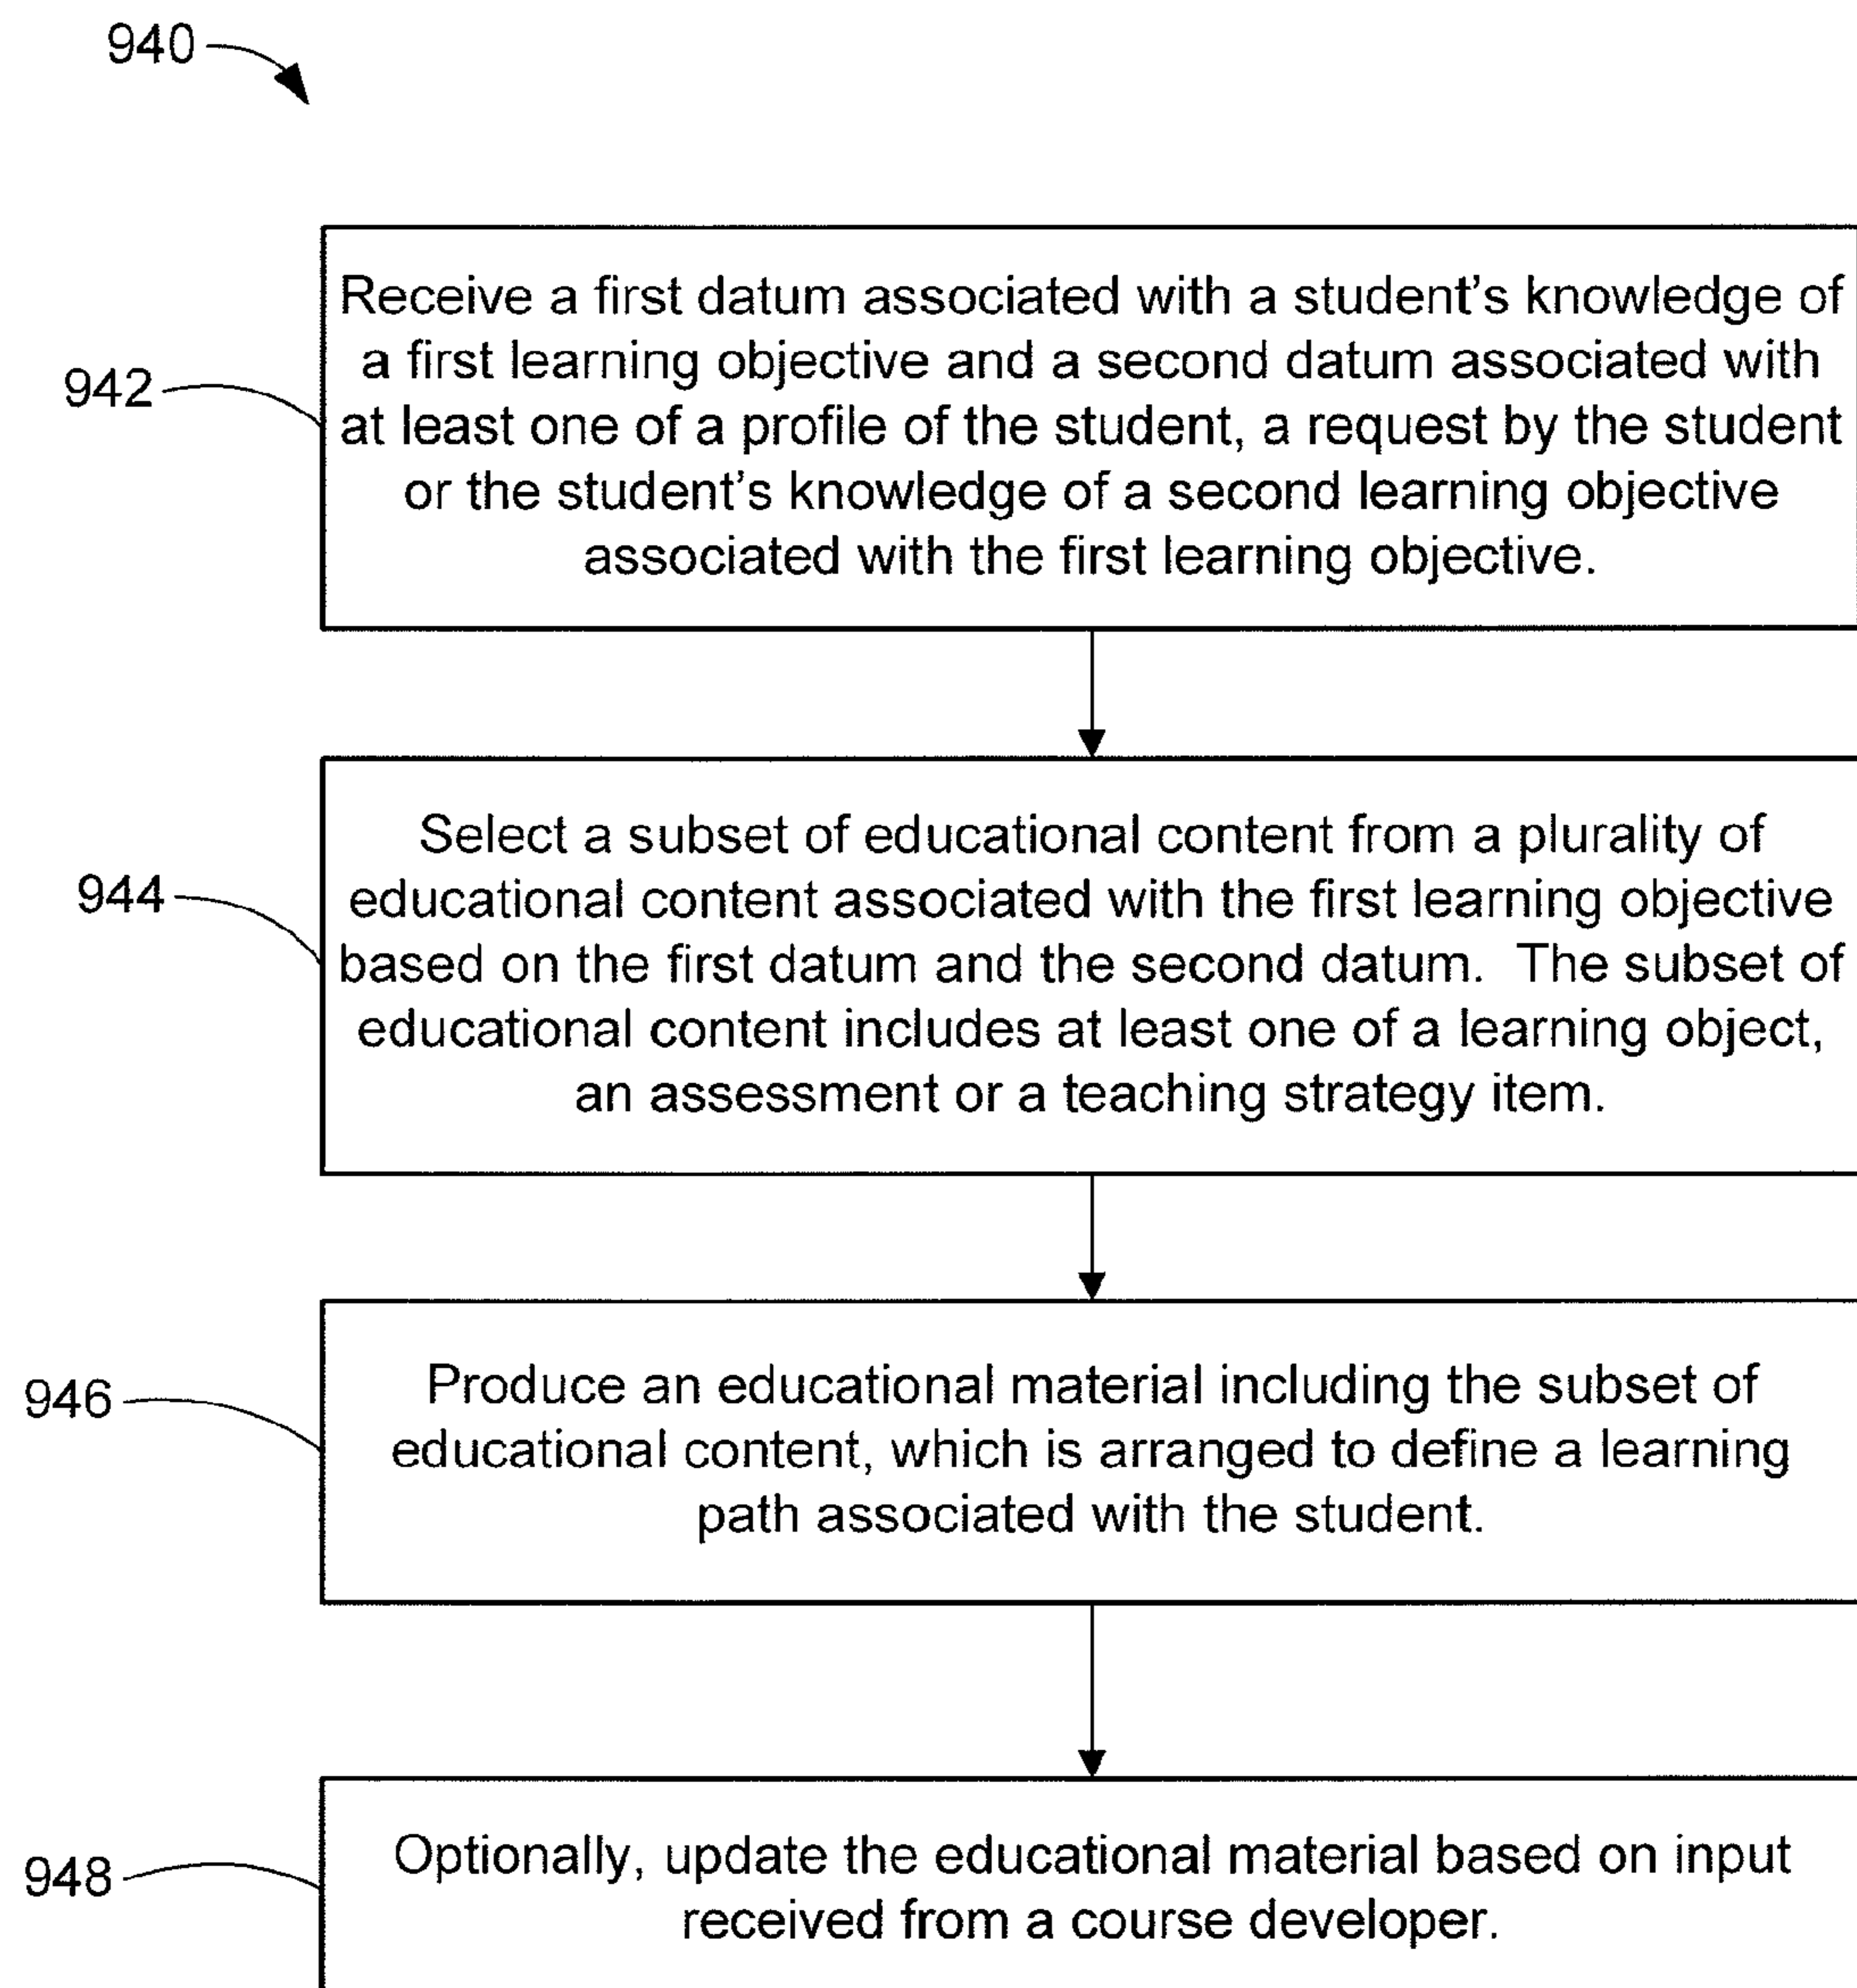 940
942
Receive a first datum associated with a student's knowledge of
a first learning objective and a second datum associated with
at least one of a profile of the student, a request by the student
or the student's knowledge of a second learning objective
associated with the first learning objective.
944
Select a subset of educational content from a plurality of
educational content associated with the first learning objective
based on the first datum and the second datum.  The subset of
educational content includes at least one of a learning object,
an assessment or a teaching strategy item.
946
Produce an educational material including the subset of
educational content, which is arranged to define a learning
path associated with the student.
948
Optionally, update the educational material based on input
received from a course developer.